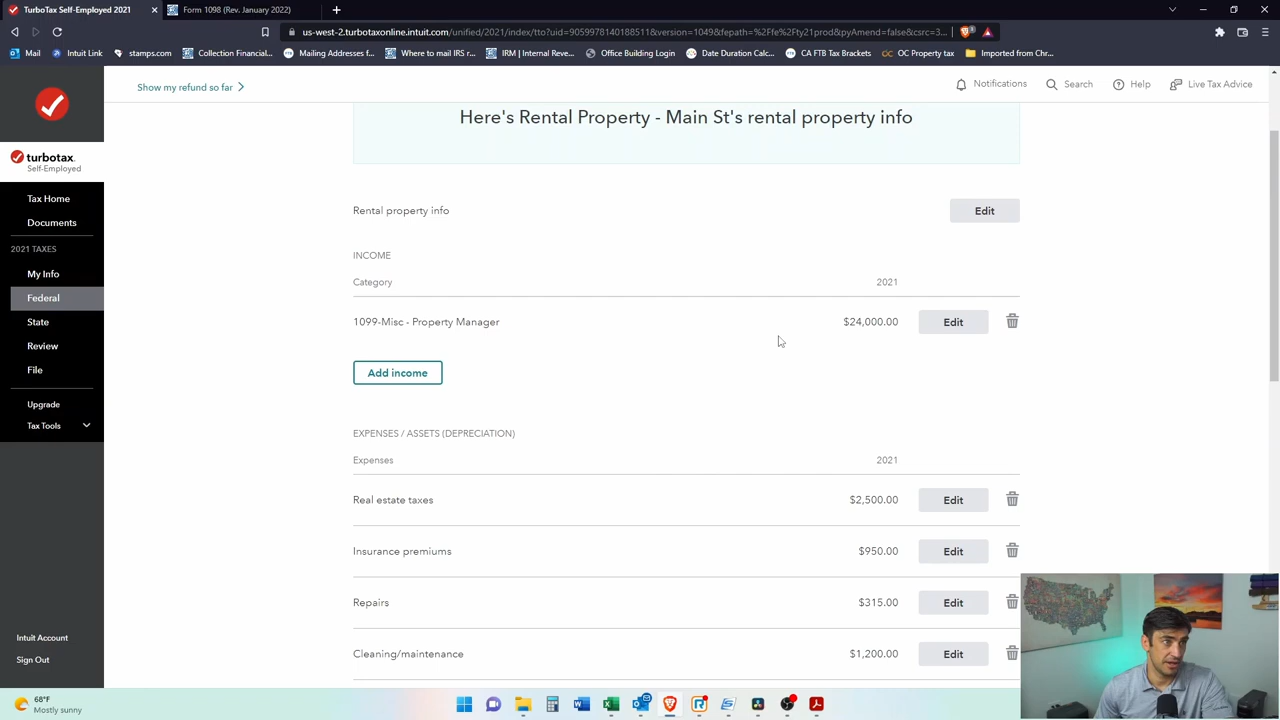 TurboTax Self-Employed 2021
Form 1098 (Rev. January 2022)
us-west-2.turbotaxonline.intuit.com/unified/2021/index/tto?uid=9059978140188511&version=1049&fepath=%2Ffe%2Fty21prod&pyAmend=false&csrc=3...
Mail
Intuit Link
stamps.com
Collection Financial...
Mailing Addresses f...
Where to mail IRS r...
IRM | Internal Reve...
Office Building Login
Date Duration Calc...
CA FTB Tax Brackets
OC Property tax
Imported from Chr...
Show my refund so far
Notifications
Search
Help
Live Tax Advice
turbotax
Self-Employed
Tax Home
Documents
2021 TAXES
My Info
Federal
State
Review
File
Upgrade
Tax Tools
Intuit Account
Sign Out
Here's Rental Property - Main St's rental property info
Rental property info
Edit
INCOME
Category 2021
1099-Misc - Property Manager $24,000.00 Edit
Add income
EXPENSES / ASSETS (DEPRECIATION)
Expenses 2021
Real estate taxes $2,500.00 Edit
Insurance premiums $950.00 Edit
Repairs $315.00 Edit
Cleaning/maintenance $1,200.00 Edit
68°F
Mostly sunny